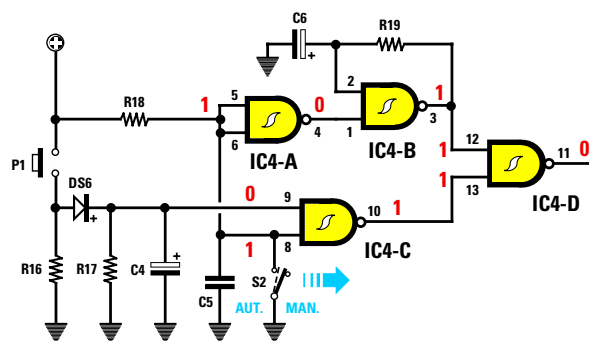 C6
R19
+
R18
1
5
6
0
4
IC4-A
2
1
1
3
IC4-B
P1
12
1
1
13
11
0
IC4-D
DS6
+
0
9
10
1
IC4-C
1
8
R16
R17
C4
+
C5
S2
AUT.
MAN.